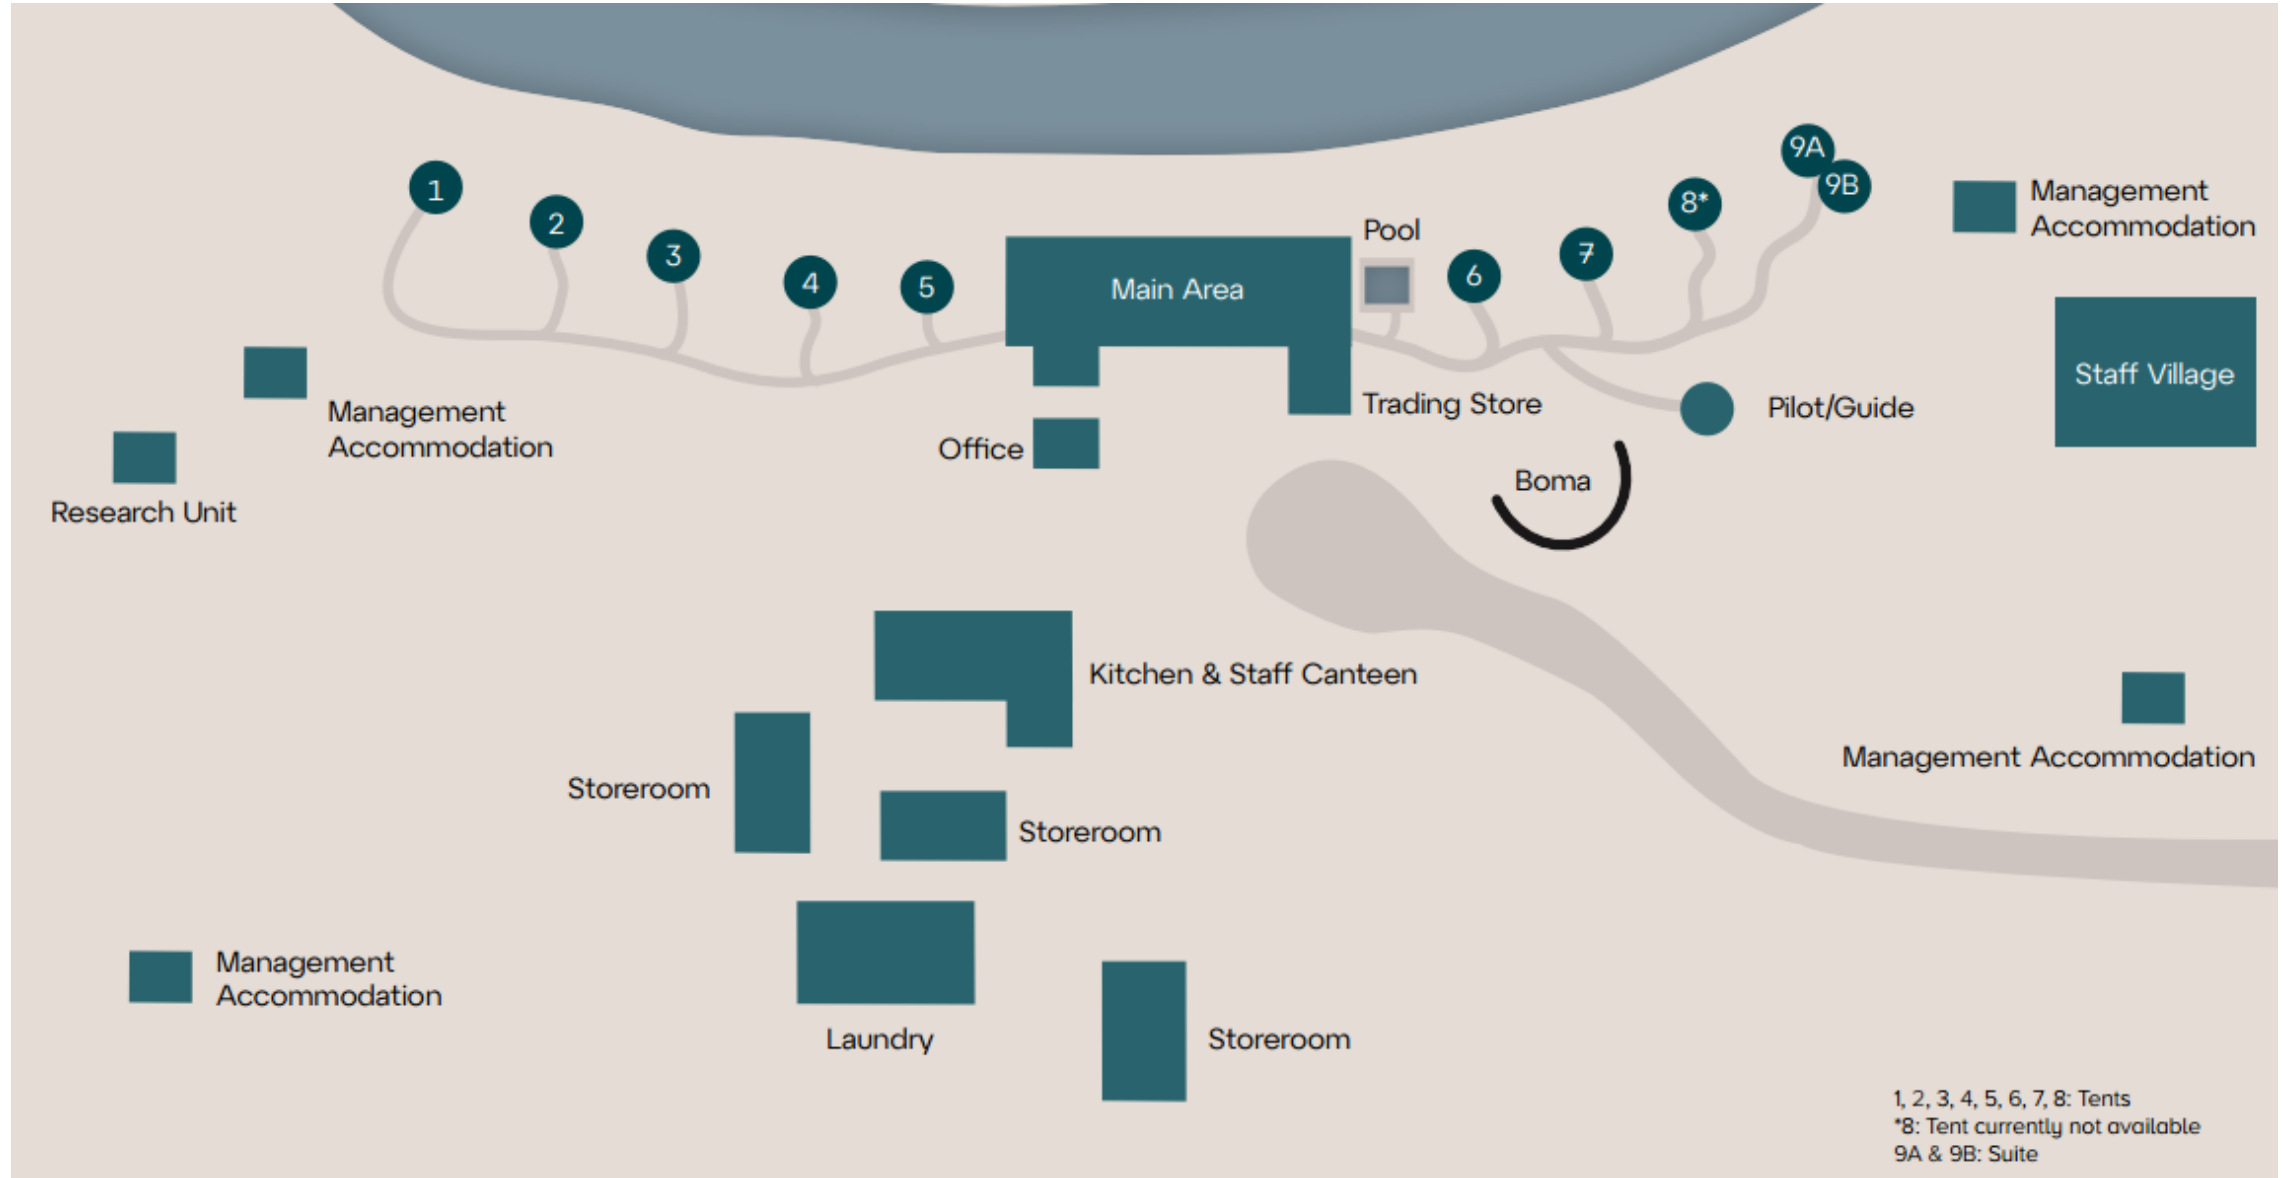 1
2
3
4
5
Main Area
Pool
6
7
8*
9A
9B
Management
Accommodation
Staff Village
Management
Accommodation
Research Unit
Office
Trading Store
Pilot/Guide
Boma
Kitchen & Staff Canteen
Management Accommodation
Storeroom
Storeroom
Management
Accommodation
Laundry
Storeroom
1, 2, 3, 4, 5, 6, 7, 8: Tents
*8: Tent currently not available
9A & 9B: Suite